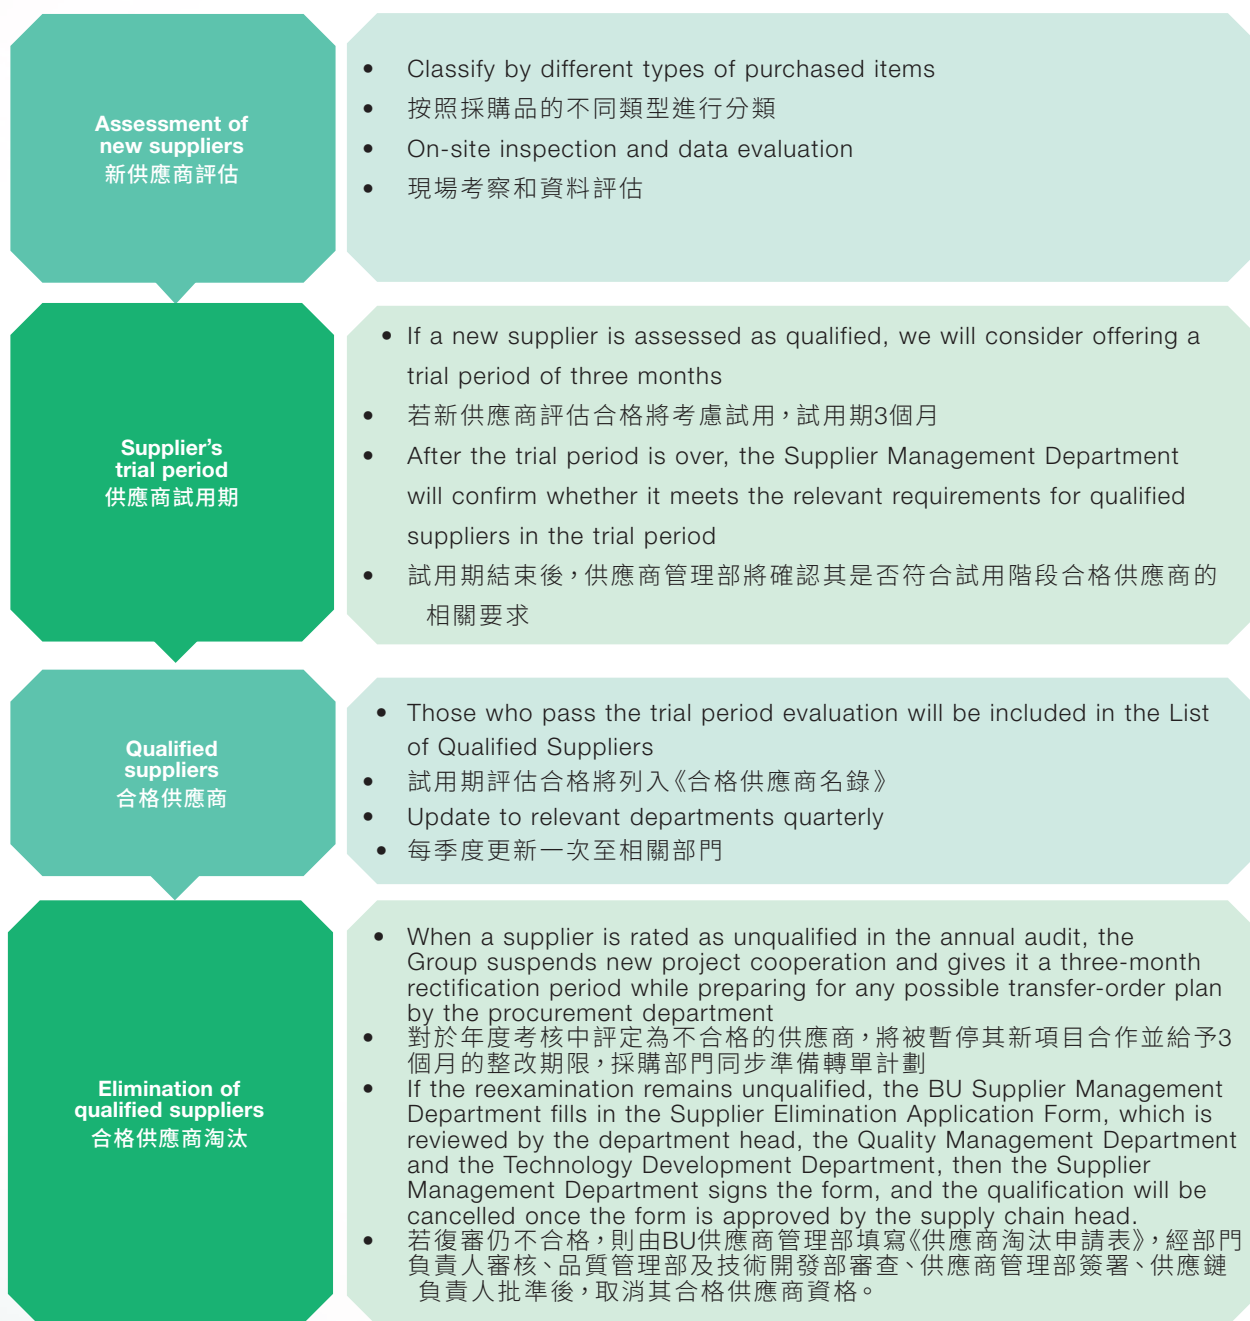 Assessment of
new suppliers
新供應商評估
• Classify by different types of purchased items
• 按照採購品的不同類型進行分類
• On-site inspection and data evaluation
• 現場考察和資料評估
Supplier’s
trial period
供應商試用期
• If a new supplier is assessed as qualified, we will consider offering a
trial period of three months
• 若新供應商評估合格將考慮試用，試用期3個月
• After the trial period is over, the Supplier Management Department
will confirm whether it meets the relevant requirements for qualified
suppliers in the trial period
• 試用期結束後，供應商管理部將確認其是否符合試用階段合格供應商的
相關要求
Qualified
suppliers
合格供應商
• Those who pass the trial period evaluation will be included in the List
of Qualified Suppliers
• 試用期評估合格將列入《合格供應商名錄》
• Update to relevant departments quarterly
• 每季度更新一次至相關部門
Elimination of
qualified suppliers
合格供應商淘汰
• When a supplier is rated as unqualified in the annual audit, the
Group suspends new project cooperation and gives it a three-month
rectification period while preparing for any possible transfer-order plan
by the procurement department
• 對於年度考核中評定為不合格的供應商，將被暫停其新項目合作並給予3
個月的整改期限，採購部門同步準備轉單計劃
• If the reexamination remains unqualified, the BU Supplier Management
Department fills in the Supplier Elimination Application Form, which is
reviewed by the department head, the Quality Management Department
and the Technology Development Department, then the Supplier
Management Department signs the form, and the qualification will be
cancelled once the form is approved by the supply chain head.
• 若復審仍不合格，則由BU供應商管理部填寫《供應商淘汰申請表》，經部門
負責人審核、品質管理部及技術開發部審查、供應商管理部簽署、供應鏈
負責人批準後，取消其合格供應商資格。